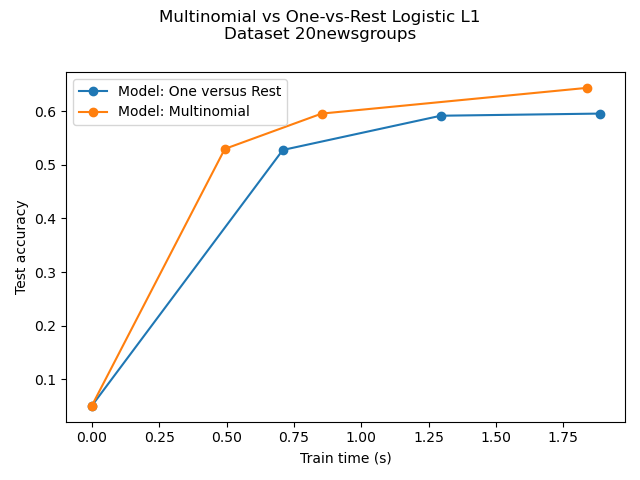 Multinomial vs One-vs-Rest Logistic L1
Dataset 20newsgroups
Model: One versus Rest
Model: Multinomial
Test accuracy
0.6
0.5
0.4
0.3
0.2
0.1
0.00 0.25 0.50 0.75 1.00 1.25 1.50 1.75
Train time (s)